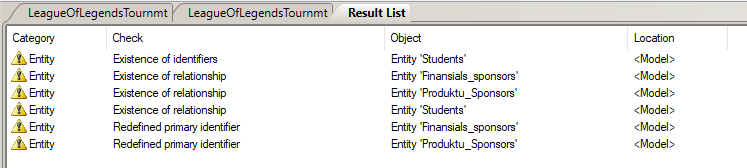 LeagueOfLegendsTournmt LeagueOfLegendsTournmt Result List
Category Check Object Location
Entity Existence of identifiers Entity 'Students' <Model>
Entity Existence of relationship Entity 'Finansials_sponsors' <Model>
Entity Existence of relationship Entity 'Produktu_Sponsors' <Model>
Entity Existence of relationship Entity 'Students' <Model>
Entity Redefined primary identifier Entity 'Finansials_sponsors' <Model>
Entity Redefined primary identifier Entity 'Produktu_Sponsors' <Model>